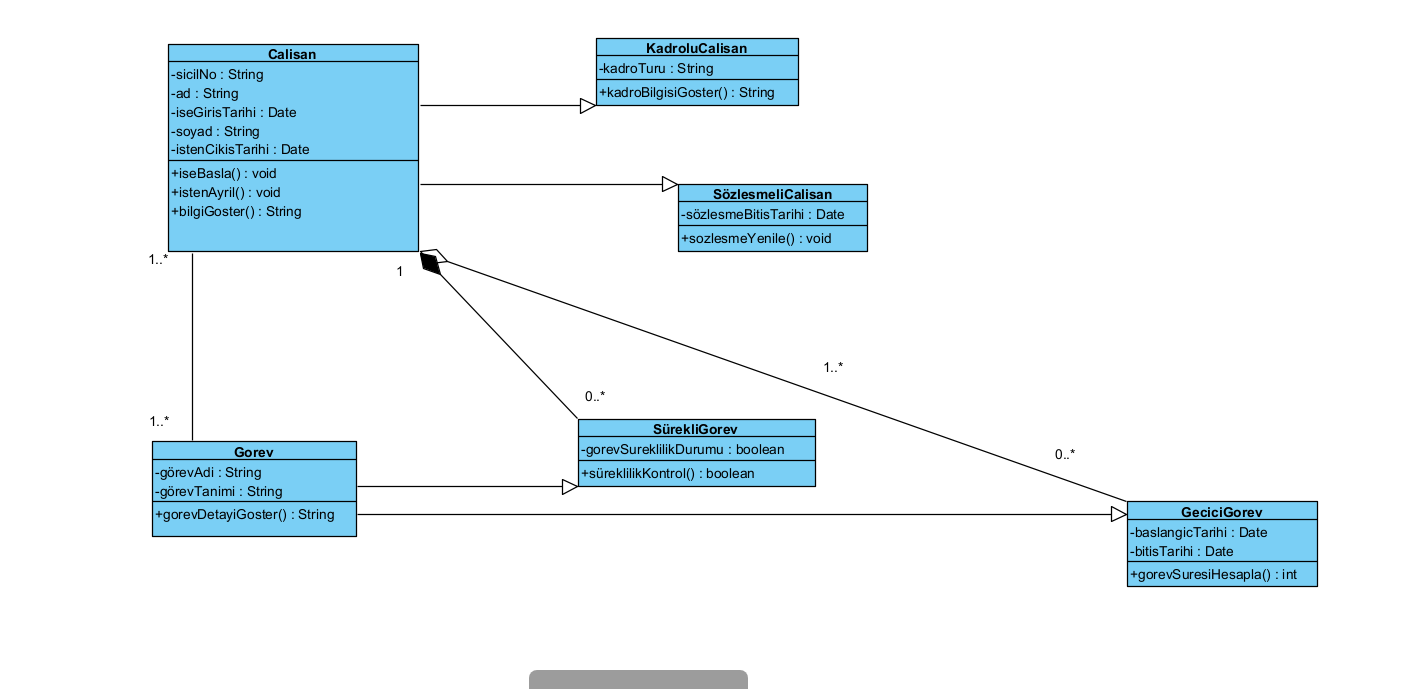 Calisan
-sicilNo : String
-ad : String
-iseGirisTarihi : Date
-soyad : String
-istenCikisTarihi : Date
+iseBasla() : void
+istenAyril() : void
+bilgiGoster() : String
KadroluCalisan
-kadroTuru : String
+kadroBilgisiGoster() : String
SözlesmeliCalisan
-sözlesmeBitisTarihi : Date
+sozlesmeYenile() : void
1..*
1
1..*
0..*
1..*
0..*
Gorev
-görevAdi : String
-görevTanimi : String
+gorevDetayiGoster() : String
SürekliGorev
-gorevSureklilikDurumu : boolean
+süreklilikKontrol() : boolean
GeciciGorev
-baslangicTarihi : Date
-bitisTarihi : Date
+gorevSuresiHesapla() : int